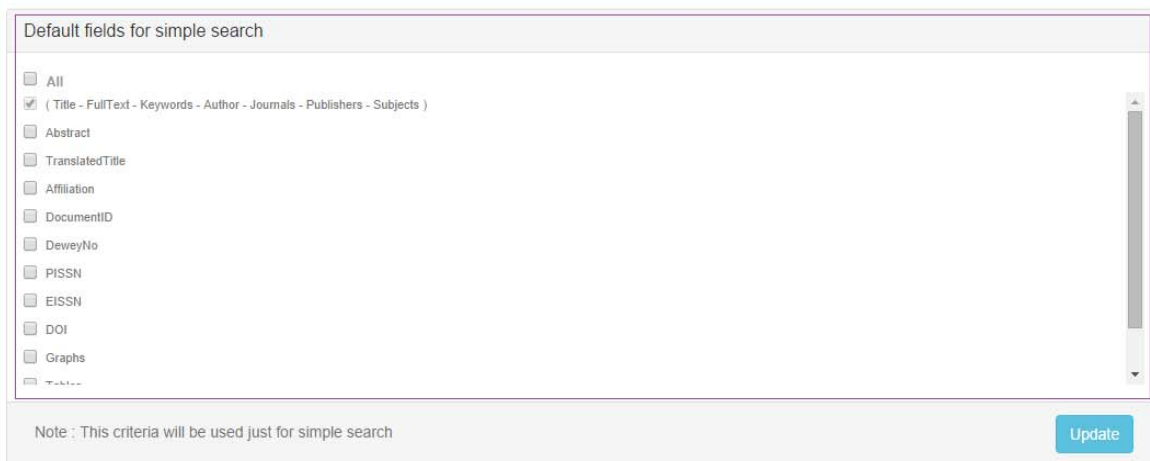 Default fields for simple search
All
( Title - FullText - Keywords - Author - Journals - Publishers - Subjects )
Abstract
TranslatedTitle
Affiliation
DocumentID
DeweyNo
PISSN
EISSN
DOI
Graphs
Note : This criteria will be used just for simple search
Update